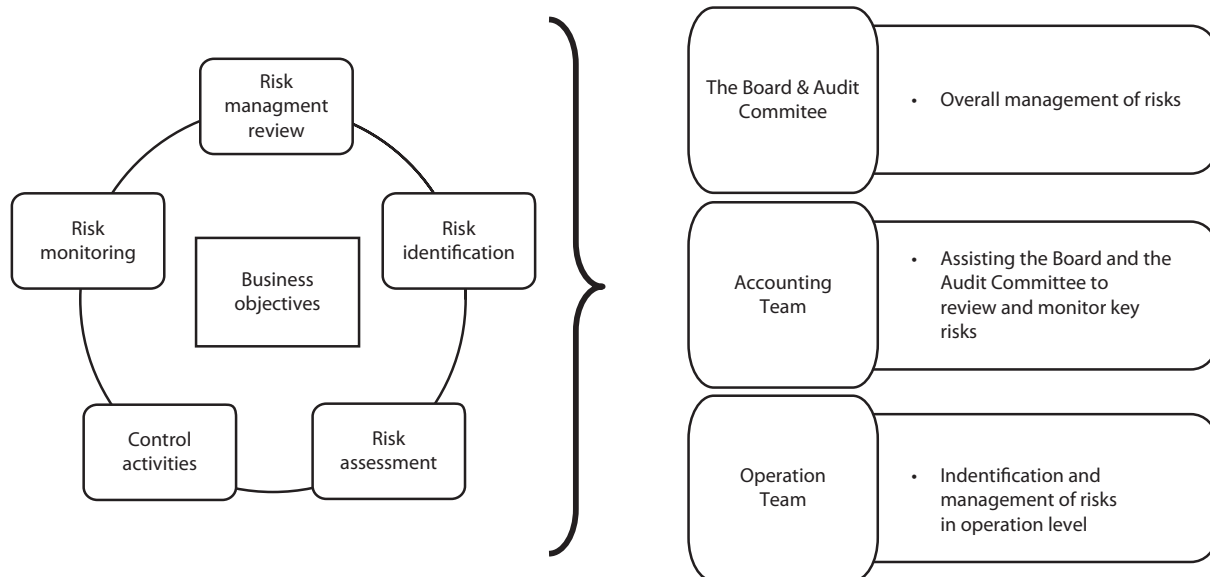 Risk
managment
review
Risk
monitoring
Risk
identification
Business
objectives
Control
activities
Risk
assessment
The Board & Audit
Commitee
• Overall management of risks
Accounting
Team
• Assisting the Board and the
Audit Committee to
review and monitor key
risks
Operation
Team
• Indentification and
management of risks
in operation level